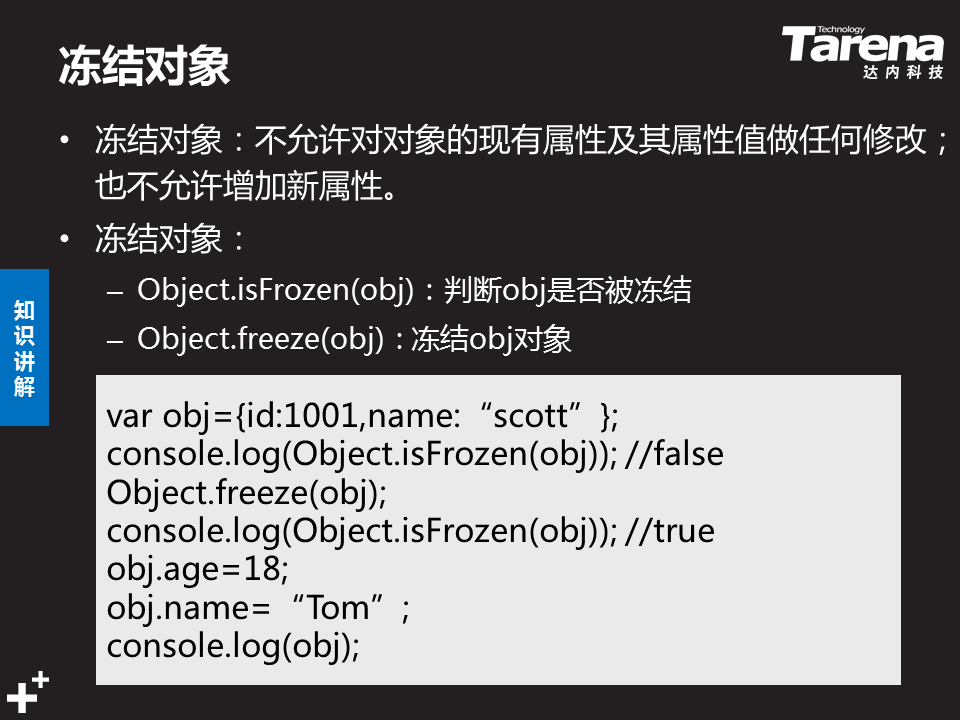 冻结对象
Technology
Tarena
达内科技
• 冻结对象：不允许对对象的现有属性及其属性值做任何修改；
也不允许增加新属性。
• 冻结对象：
– Object.isFrozen(obj)：判断obj是否被冻结
– Object.freeze(obj)：冻结obj对象
知
识
讲
解
var obj={id:1001,name:“scott”};
console.log(Object.isFrozen(obj)); //false
Object.freeze(obj);
console.log(Object.isFrozen(obj)); //true
obj.age=18;
obj.name=“Tom”;
console.log(obj);